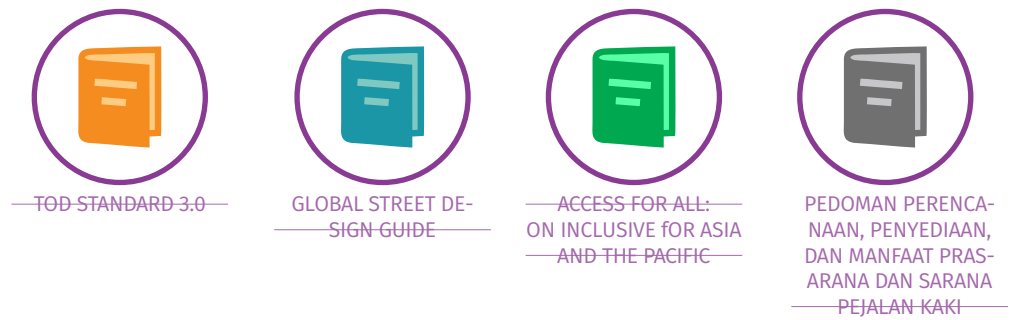 TOD STANDARD 3.0
GLOBAL STREET DE-
SIGN GUIDE
ACCESS FOR ALL:
ON INCLUSIVE fOR ASIA
AND THE PACIFIC
PEDOMAN PERENCA-
NAAN, PENYEDIAAN,
DAN MANFAAT PRAS-
ARANA DAN SARANA
PEJALAN KAKI